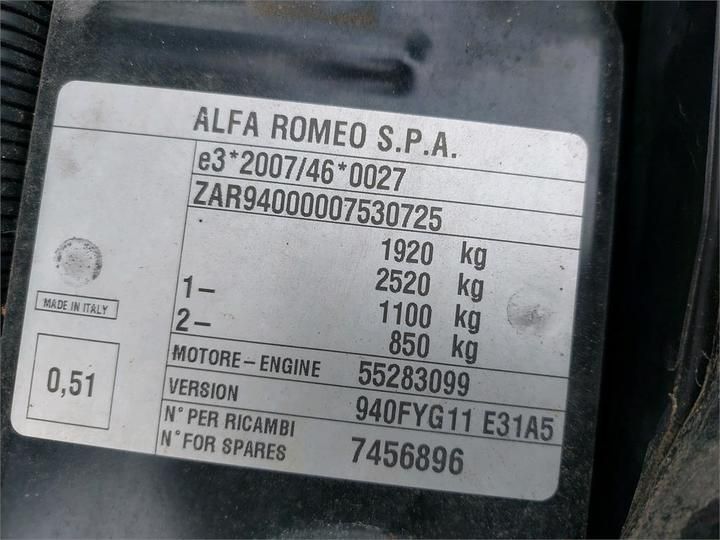 ALFA ROMEO S.P.A.
e3*2007/46*0027
ZAR94000007530725
1920 kg
2520 kg
1- 1100 kg
2- 850 kg
MADE IN ITALY
0,51
MOTORE-ENGINE 55283099
VERSION 940FYG11 E31A5
N° PER RICAMBI
N° FOR SPARES 7456896